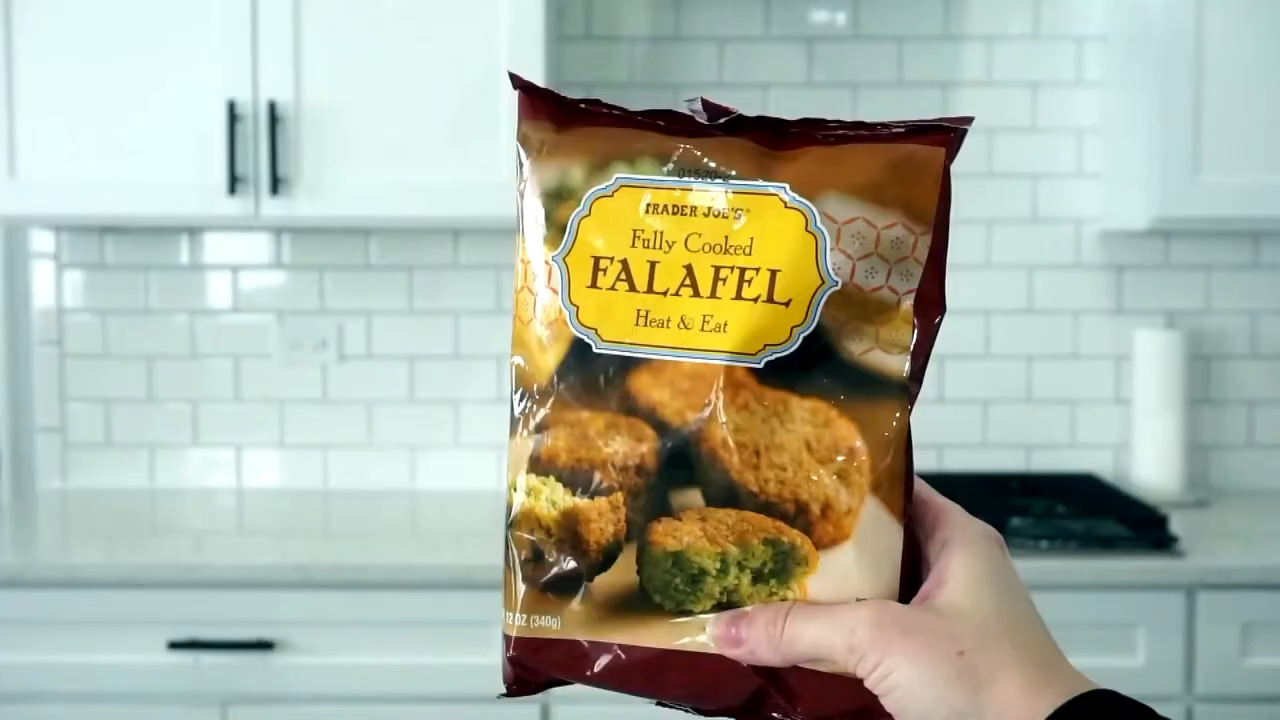 TRADER JOE'S
Fully Cooked
FALAFEL
Heat & Eat
12 OZ (340g)